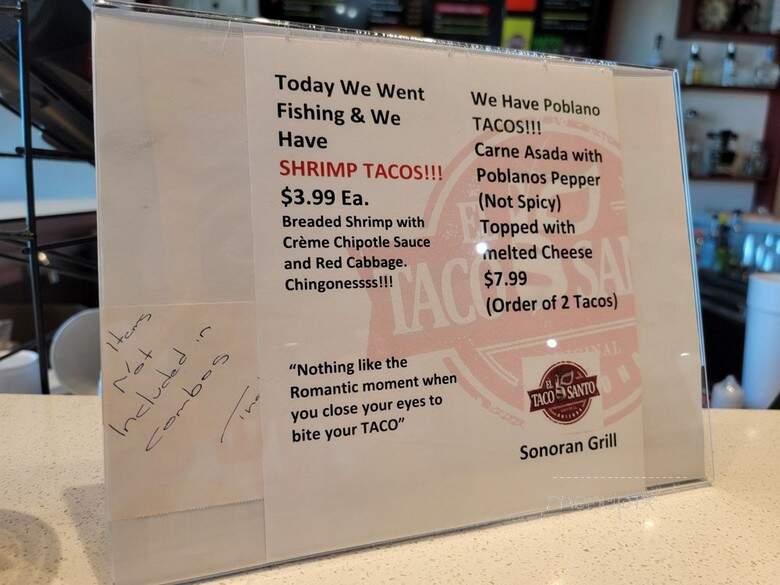 Today We Went
Fishing & We
Have
SHRIMP TACOS!!!
$3.99 Ea.
Breaded Shrimp with
Crème Chipotle Sauce
and Red Cabbage.
Chingonessss!!!
"Nothing like the
Romantic moment when
you close your eyes to
bite your TACO"
We Have Poblano
TACOS!!!
Carne Asada with
Poblanos Pepper
(Not Spicy)
Topped with
melted Cheese
$7.99
(Order of 2 Tacos)
EL
TACO SANTO
Sonoran Grill
Items
Not
Included in
combos
EL
TACO SA